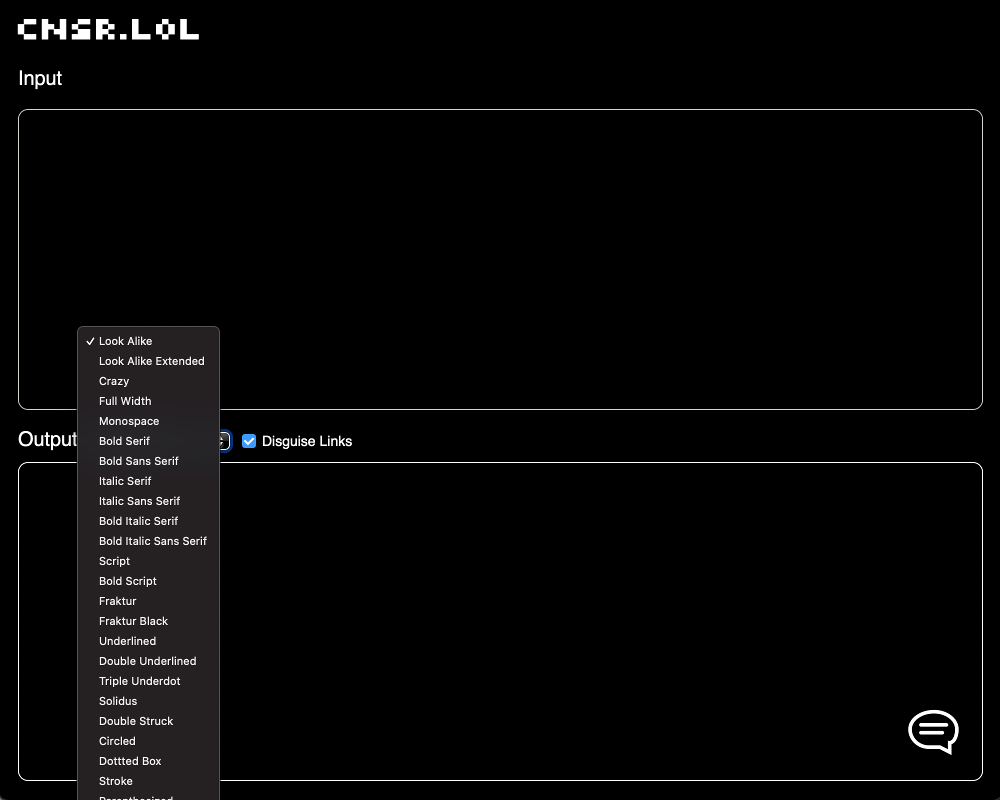 CNSR.LOL
Input
✓ Look Alike
Look Alike Extended
Crazy
Full Width
Monospace
Output
Disguise Links
Bold Serif
Bold Sans Serif
Italic Serif
Italic Sans Serif
Bold Italic Serif
Bold Italic Sans Serif
Script
Bold Script
Fraktur
Fraktur Black
Underlined
Double Underlined
Triple Underdot
Solidus
Double Struck
Circled
Dottted Box
Stroke